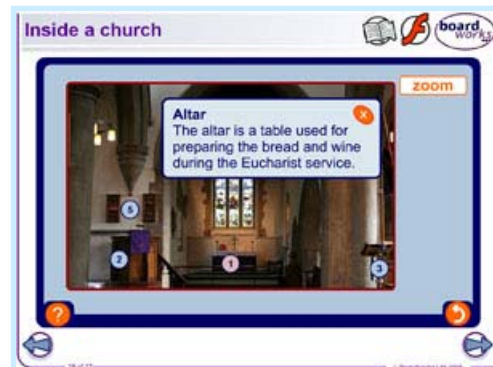 Inside a church
board
works
zoom
Altar
x
The altar is a table used for
preparing the bread and wine
during the Eucharist service.
5
2
1
3
?